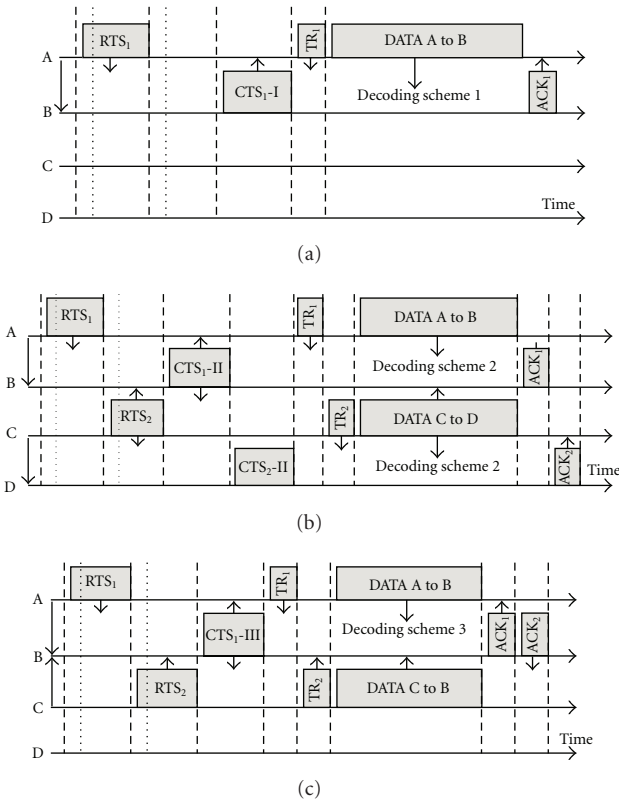 RTS₁
TR₁
DATA A to B
A
CTS₁-I
Decoding scheme 1
ACK₁
B
C
Time
D
(a)
RTS₁
TR₁
DATA A to B
A
CTS₁-II
Decoding scheme 2
ACK₁
B
RTS₂
TR₂
DATA C to D
C
CTS₂-II
Decoding scheme 2
ACK₂
Time
D
(b)
RTS₁
TR₁
DATA A to B
A
CTS₁-III
Decoding scheme 3
ACK₁
ACK₂
B
RTS₂
TR₂
DATA C to B
C
Time
D
(c)